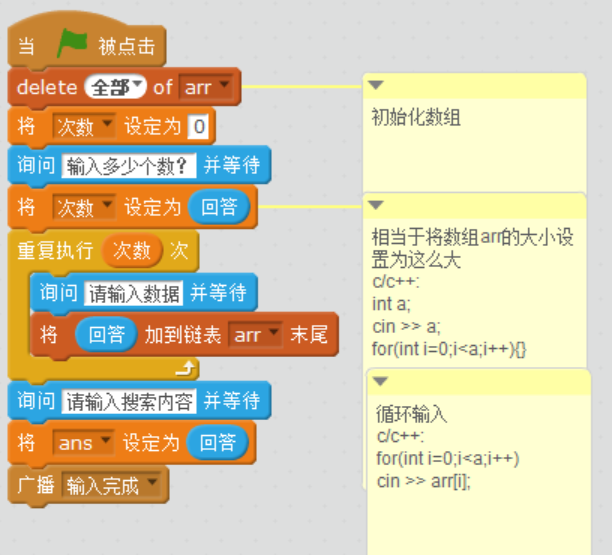 当 被点击
delete 全部 of arr
将 次数 设定为 0
询问 输入多少个数？ 并等待
将 次数 设定为 回答
重复执行 次数 次
询问 请输入数据 并等待
将 回答 加到链表 arr 末尾
询问 请输入搜索内容 并等待
将 ans 设定为 回答
广播 输入完成
初始化数组
相当于将数组arr的大小设
置为这么大
c/c++:
int a;
cin >> a;
for(int i=0;i<a;i++){}
循环输入
c/c++:
for(int i=0;i<a;i++)
cin >> arr[i];